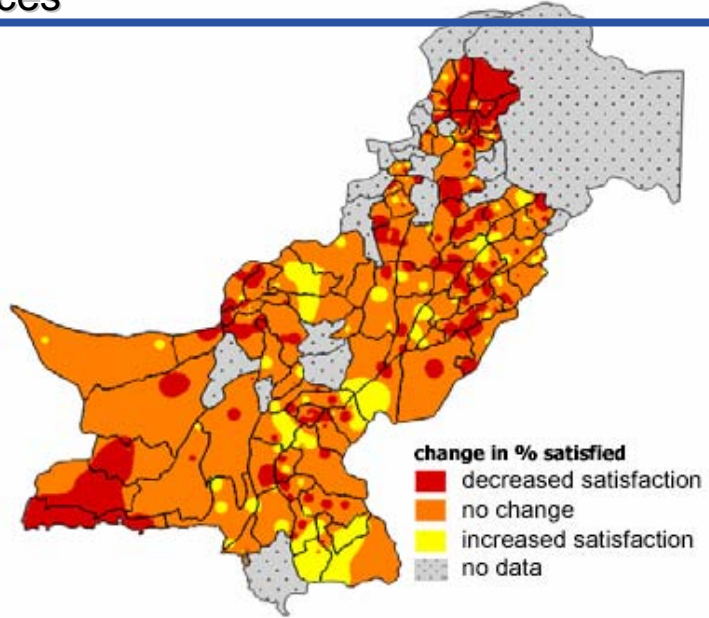 change in % satisfied
decreased satisfaction
no change
increased satisfaction
no data